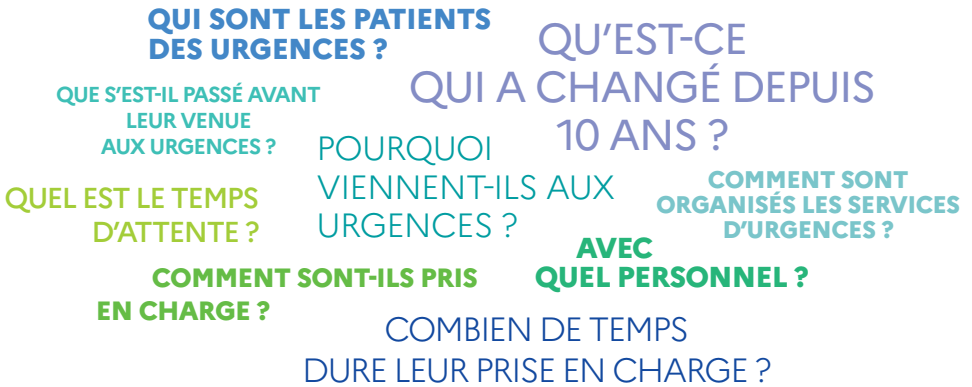 QUI SONT LES PATIENTS
DES URGENCES ?
QU’EST-CE
QUI A CHANGÉ DEPUIS
10 ANS ?
QUE S'EST-IL PASSÉ AVANT
LEUR VENUE
AUX URGENCES ?
POURQUOI
VIENNENT-ILS AUX
URGENCES ?
QUEL EST LE TEMPS
D’ATTENTE ?
COMMENT SONT
ORGANISÉS LES SERVICES
D’URGENCES ?
AVEC
QUEL PERSONNEL ?
COMMENT SONT-ILS PRIS
EN CHARGE ?
COMBIEN DE TEMPS
DURE LEUR PRISE EN CHARGE ?